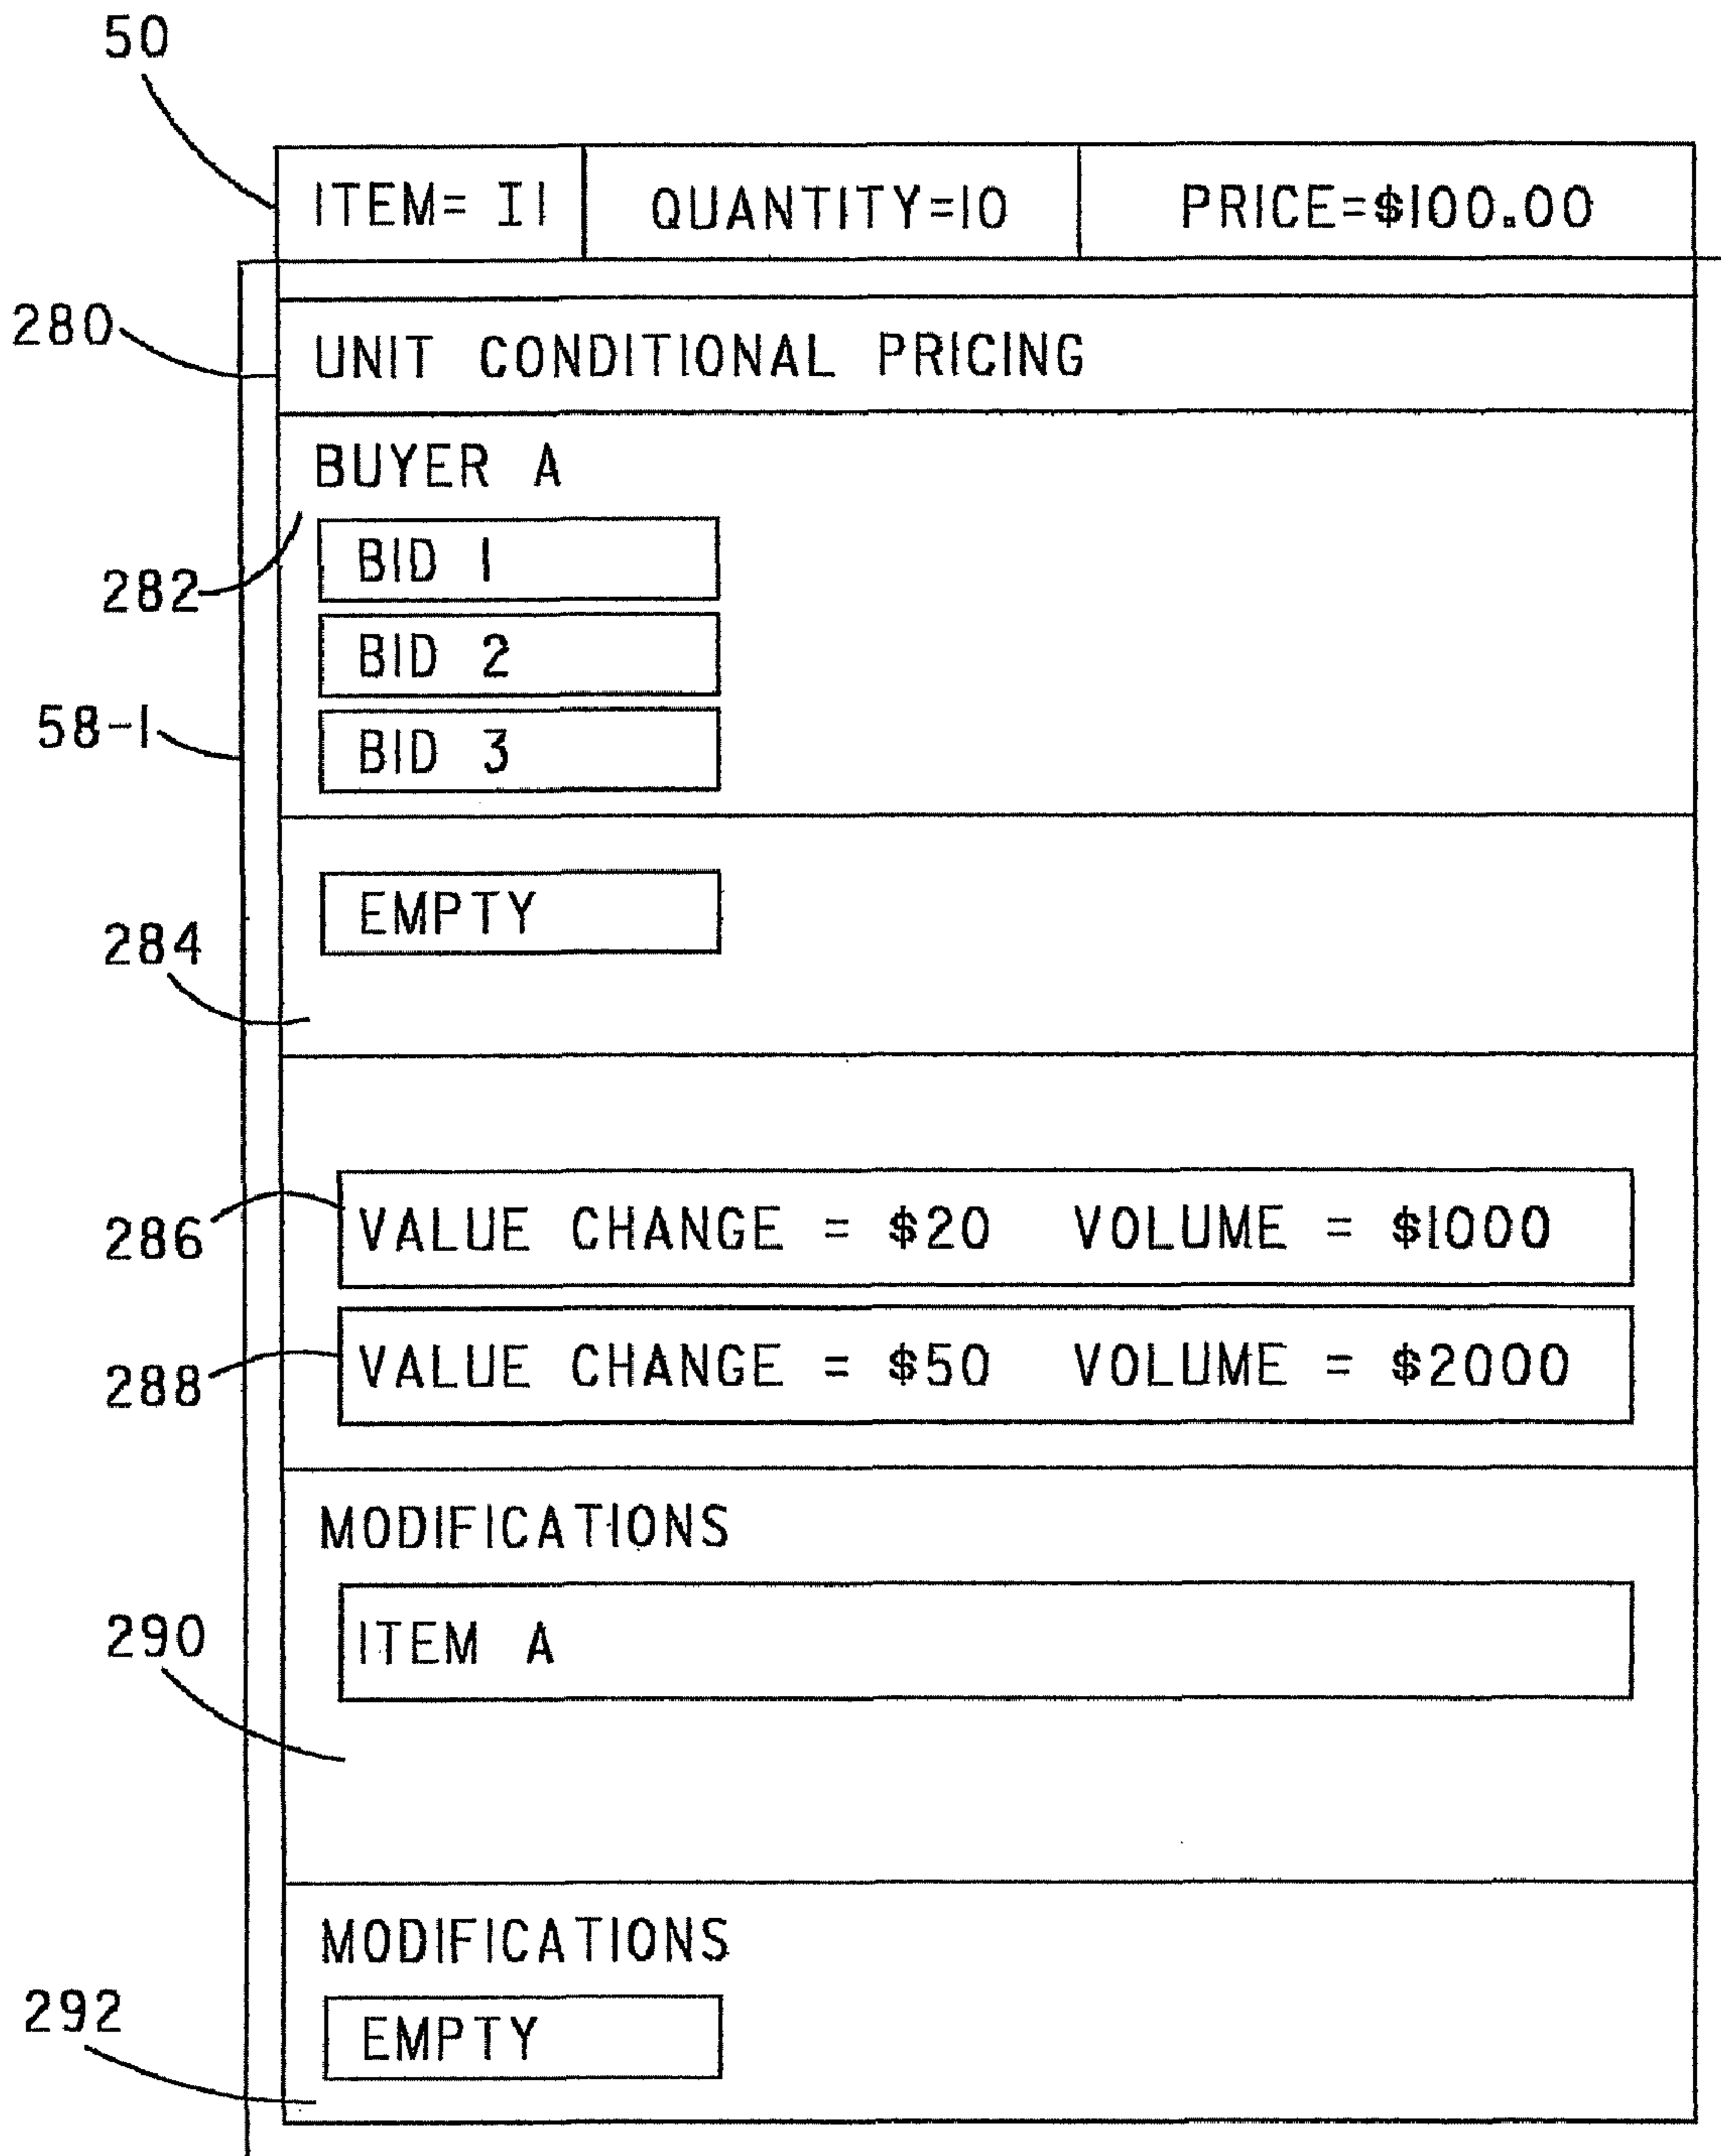 50
ITEM= I1 QUANTITY=10 PRICE=$100.00
280
UNIT CONDITIONAL PRICING
BUYER A
282
BID 1
BID 2
58-1
BID 3
284
EMPTY
286
VALUE CHANGE = $20 VOLUME = $1000
288
VALUE CHANGE = $50 VOLUME = $2000
MODIFICATIONS
290
ITEM A
MODIFICATIONS
292
EMPTY